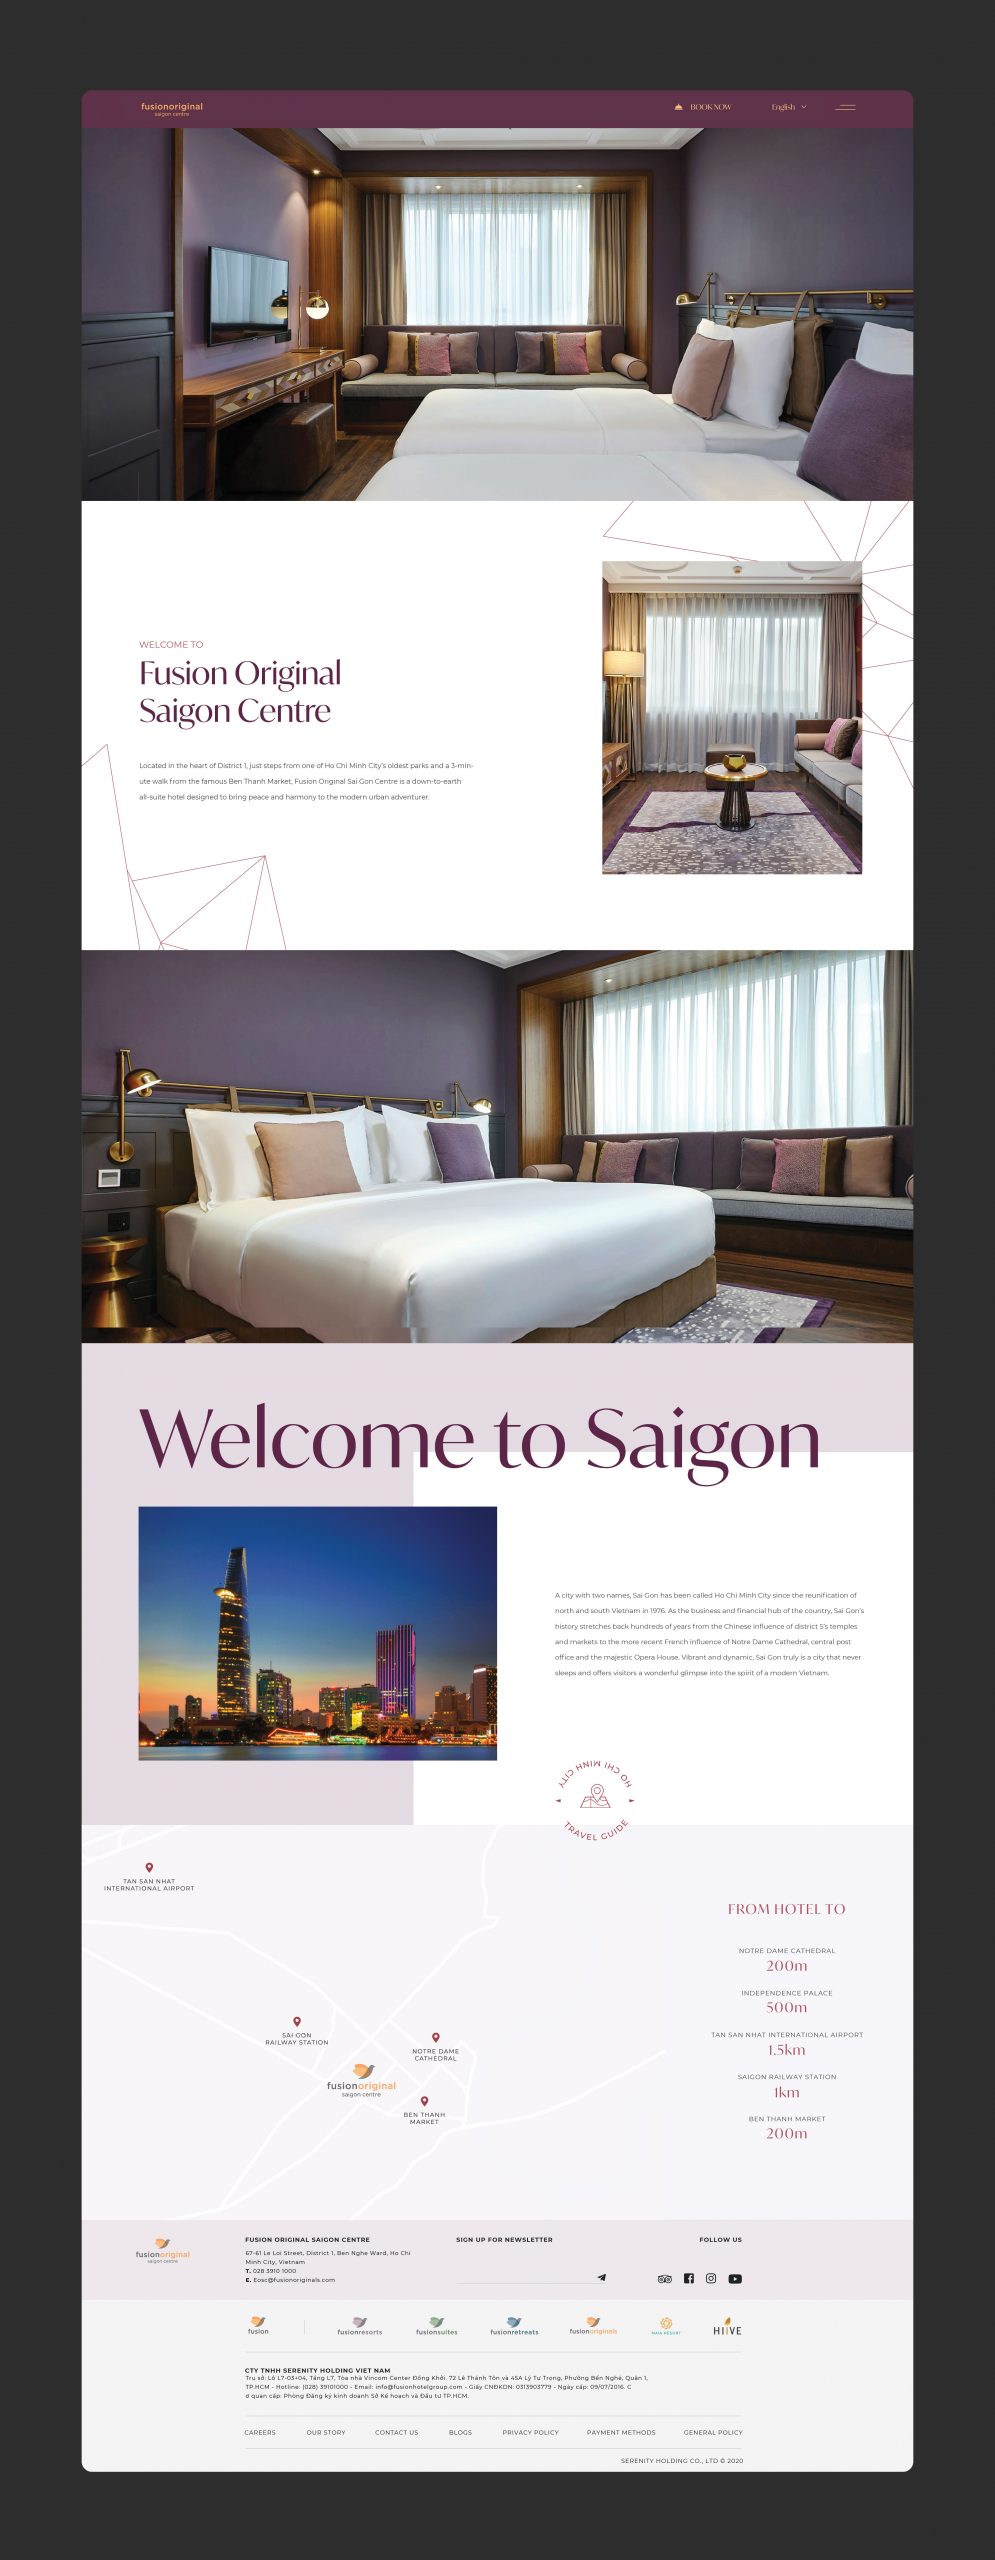 fusionoriginal
saigon centre
BOOK NOW
English
WELCOME TO
Fusion Original
Saigon Centre
Located in the heart of District 1, just steps from one of Ho Chi Minh City's oldest parks and a 3-min-
ute walk from the famous Ben Thanh Market, Fusion Original Sai Gon Centre is a down-to-earth
all-suite hotel designed to bring peace and harmony to the modern urban adventurer.
Welcome to Saigon
A city with two names, Sai Gon has been called Ho Chi Minh City since the reunification of
north and south Vietnam in 1976. As the business and financial hub of the country, Sai Gon's
history stretches back hundreds of years from the Chinese influence of district 5's temples
and markets to the more recent French influence of Notre Dame Cathedral, central post
office and the majestic Opera House. Vibrant and dynamic, Sai Gon truly is a city that never
sleeps and offers visitors a wonderful glimpse into the spirit of a modern Vietnam.
HO CHI MINH CITY
TRAVEL GUIDE
TAN SAN NHAT
INTERNATIONAL AIRPORT
SAI GON
RAILWAY STATION
NOTRE DAME
CATHEDRAL
fusionoriginal
saigon centre
BEN THANH
MARKET
FROM HOTEL TO
NOTRE DAME CATHEDRAL
200m
INDEPENDENCE PALACE
500m
TAN SAN NHAT INTERNATIONAL AIRPORT
1.5km
SAIGON RAILWAY STATION
1km
BEN THANH MARKET
200m
fusionoriginal
saigon centre
FUSION ORIGINAL SAIGON CENTRE
67-61 Le Loi Street, District 1, Ben Nghe Ward, Ho Chi
Minh City, Vietnam
T. 028 3910 1000
E. Eosc@fusionoriginals.com
SIGN UP FOR NEWSLETTER
FOLLOW US
fusion
fusionresorts
fusionsuites
fusionretreats
fusionoriginals
MAIA RESORT
HIIVE
CTY TNHH SERENITY HOLDING VIET NAM
Trụ sở: Lô L7-03+04, Tầng L7, Tòa nhà Vincom Center Đồng Khởi. 72 Lê Thánh Tôn và 45A Lý Tự Trọng, Phường Bến Nghé, Quận 1,
TP.HCM - Hotline: (028) 39101000 - Email: info@fusionhotelgroup.com - Giấy CNĐKDN: 0313903779 - Ngày cấp: 09/07/2016. C
ơ quan cấp: Phòng Đăng ký kinh doanh Sở Kế hoạch và Đầu tư TP.HCM.
CAREERS
OUR STORY
CONTACT US
BLOGS
PRIVACY POLICY
PAYMENT METHODS
GENERAL POLICY
SERENITY HOLDING CO., LTD © 2020